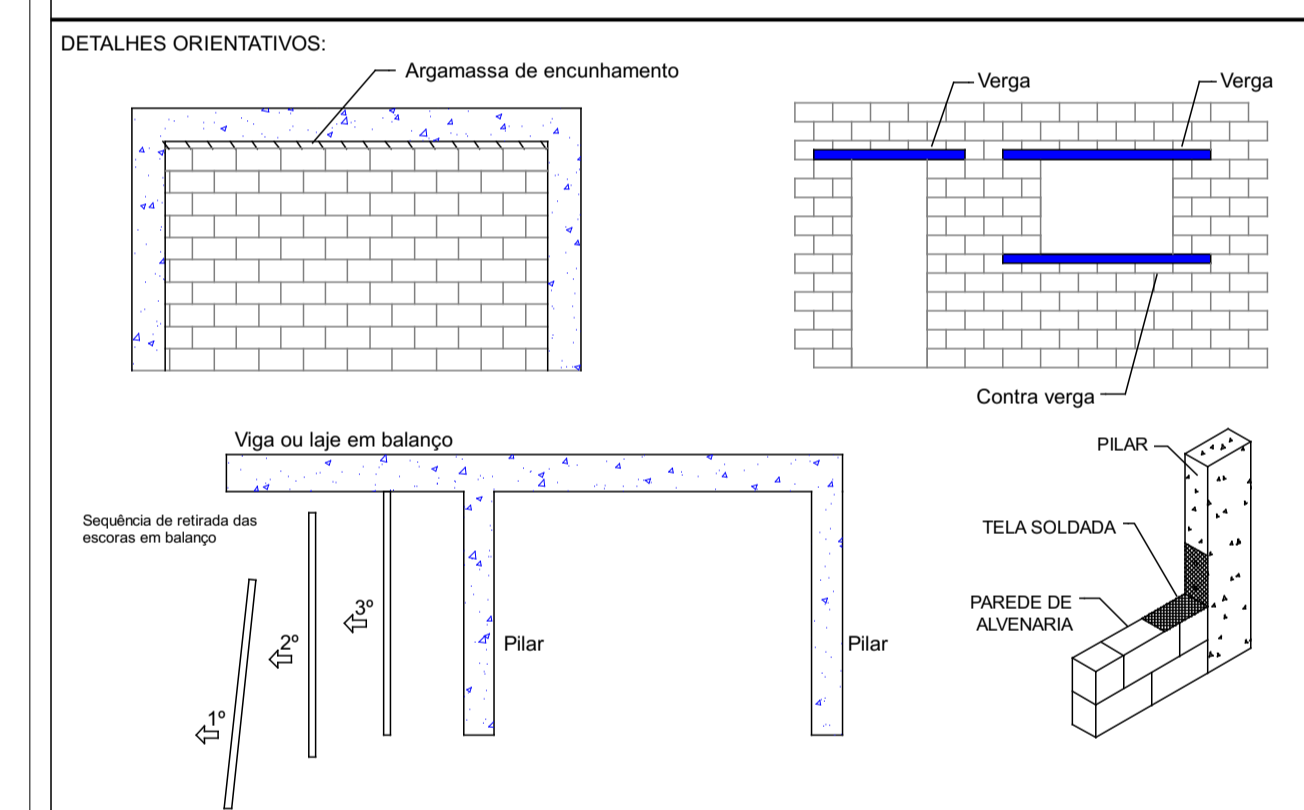 DETALHES ORIENTATIVOS:
Argamassa de encunhamento
Verga
Verga
Contra verga
Viga ou laje em balanço
Sequência de retirada das
escoras em balanço
1º
2º
3º
Pilar
Pilar
PILAR
TELA SOLDADA
PAREDE DE
ALVENARIA